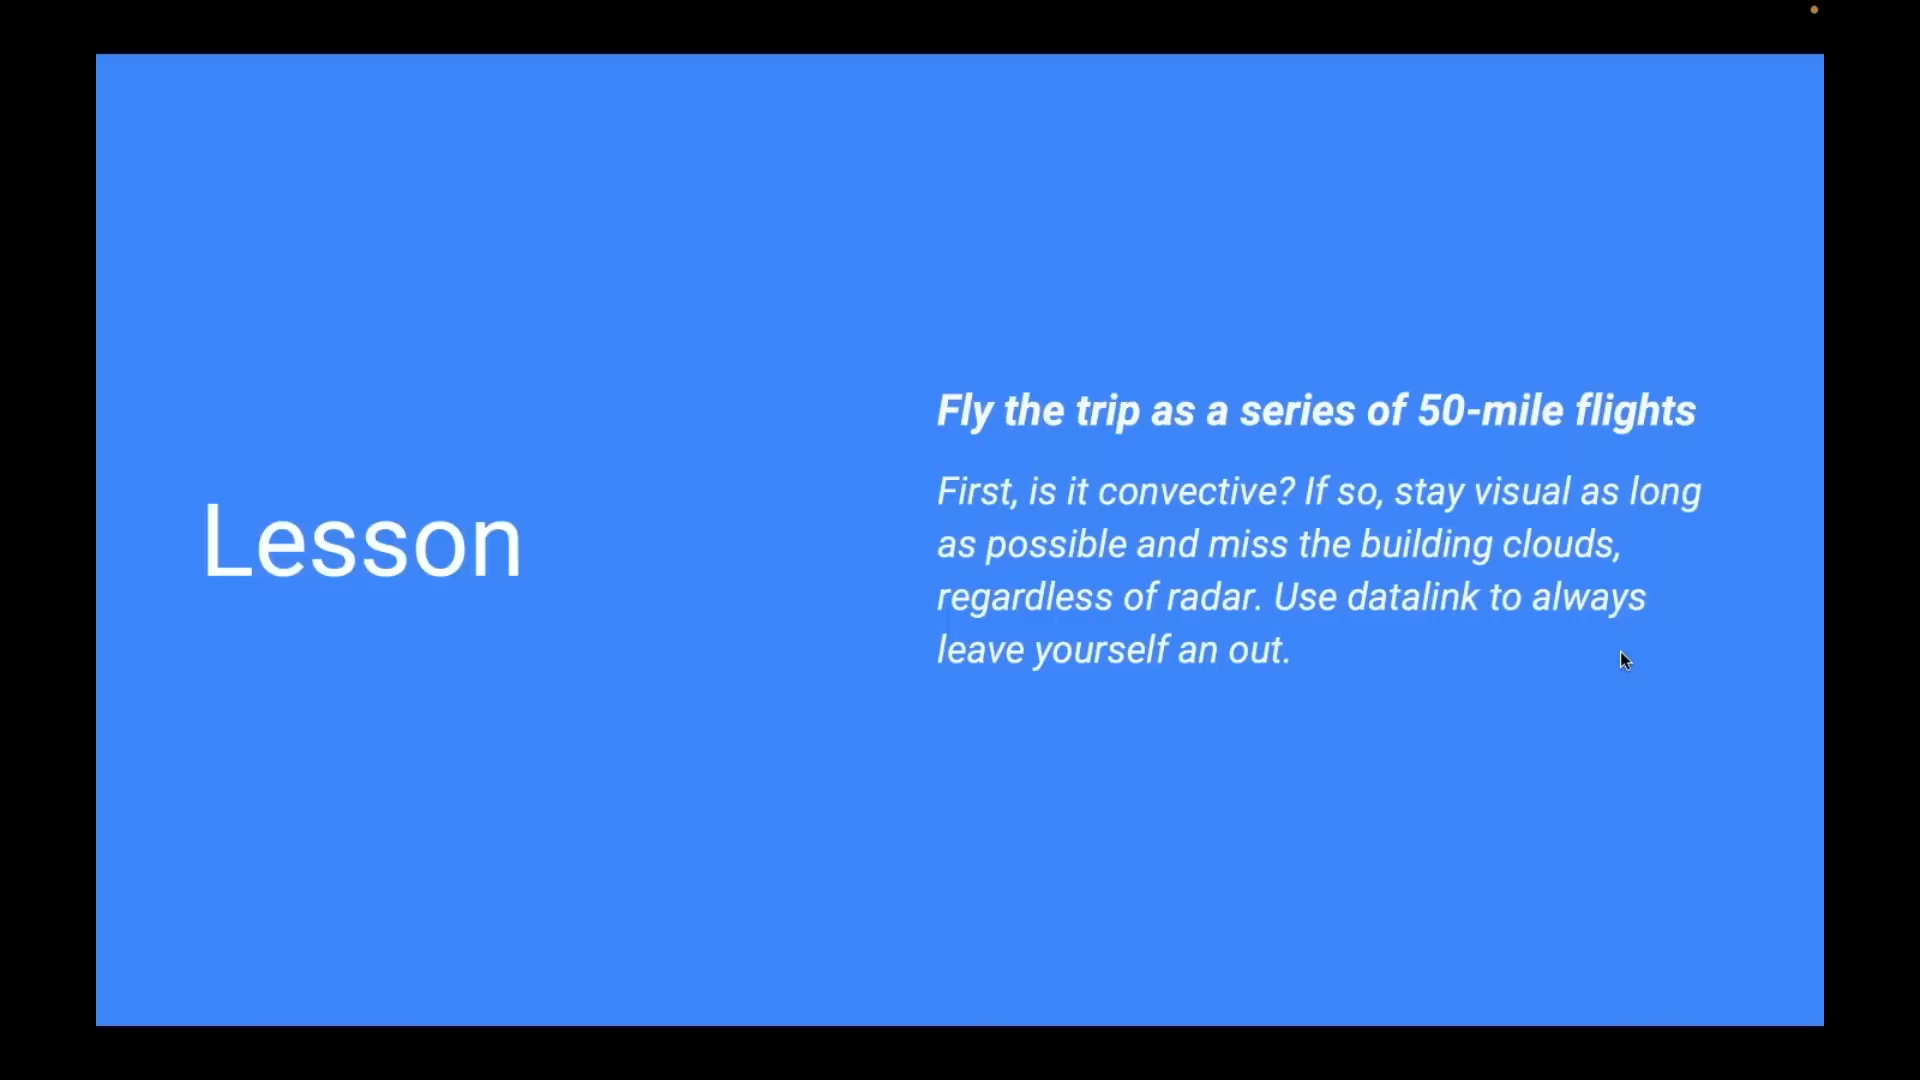 Lesson
Fly the trip as a series of 50-mile flights
First, is it convective? If so, stay visual as long
as possible and miss the building clouds,
regardless of radar. Use datalink to always
leave yourself an out.